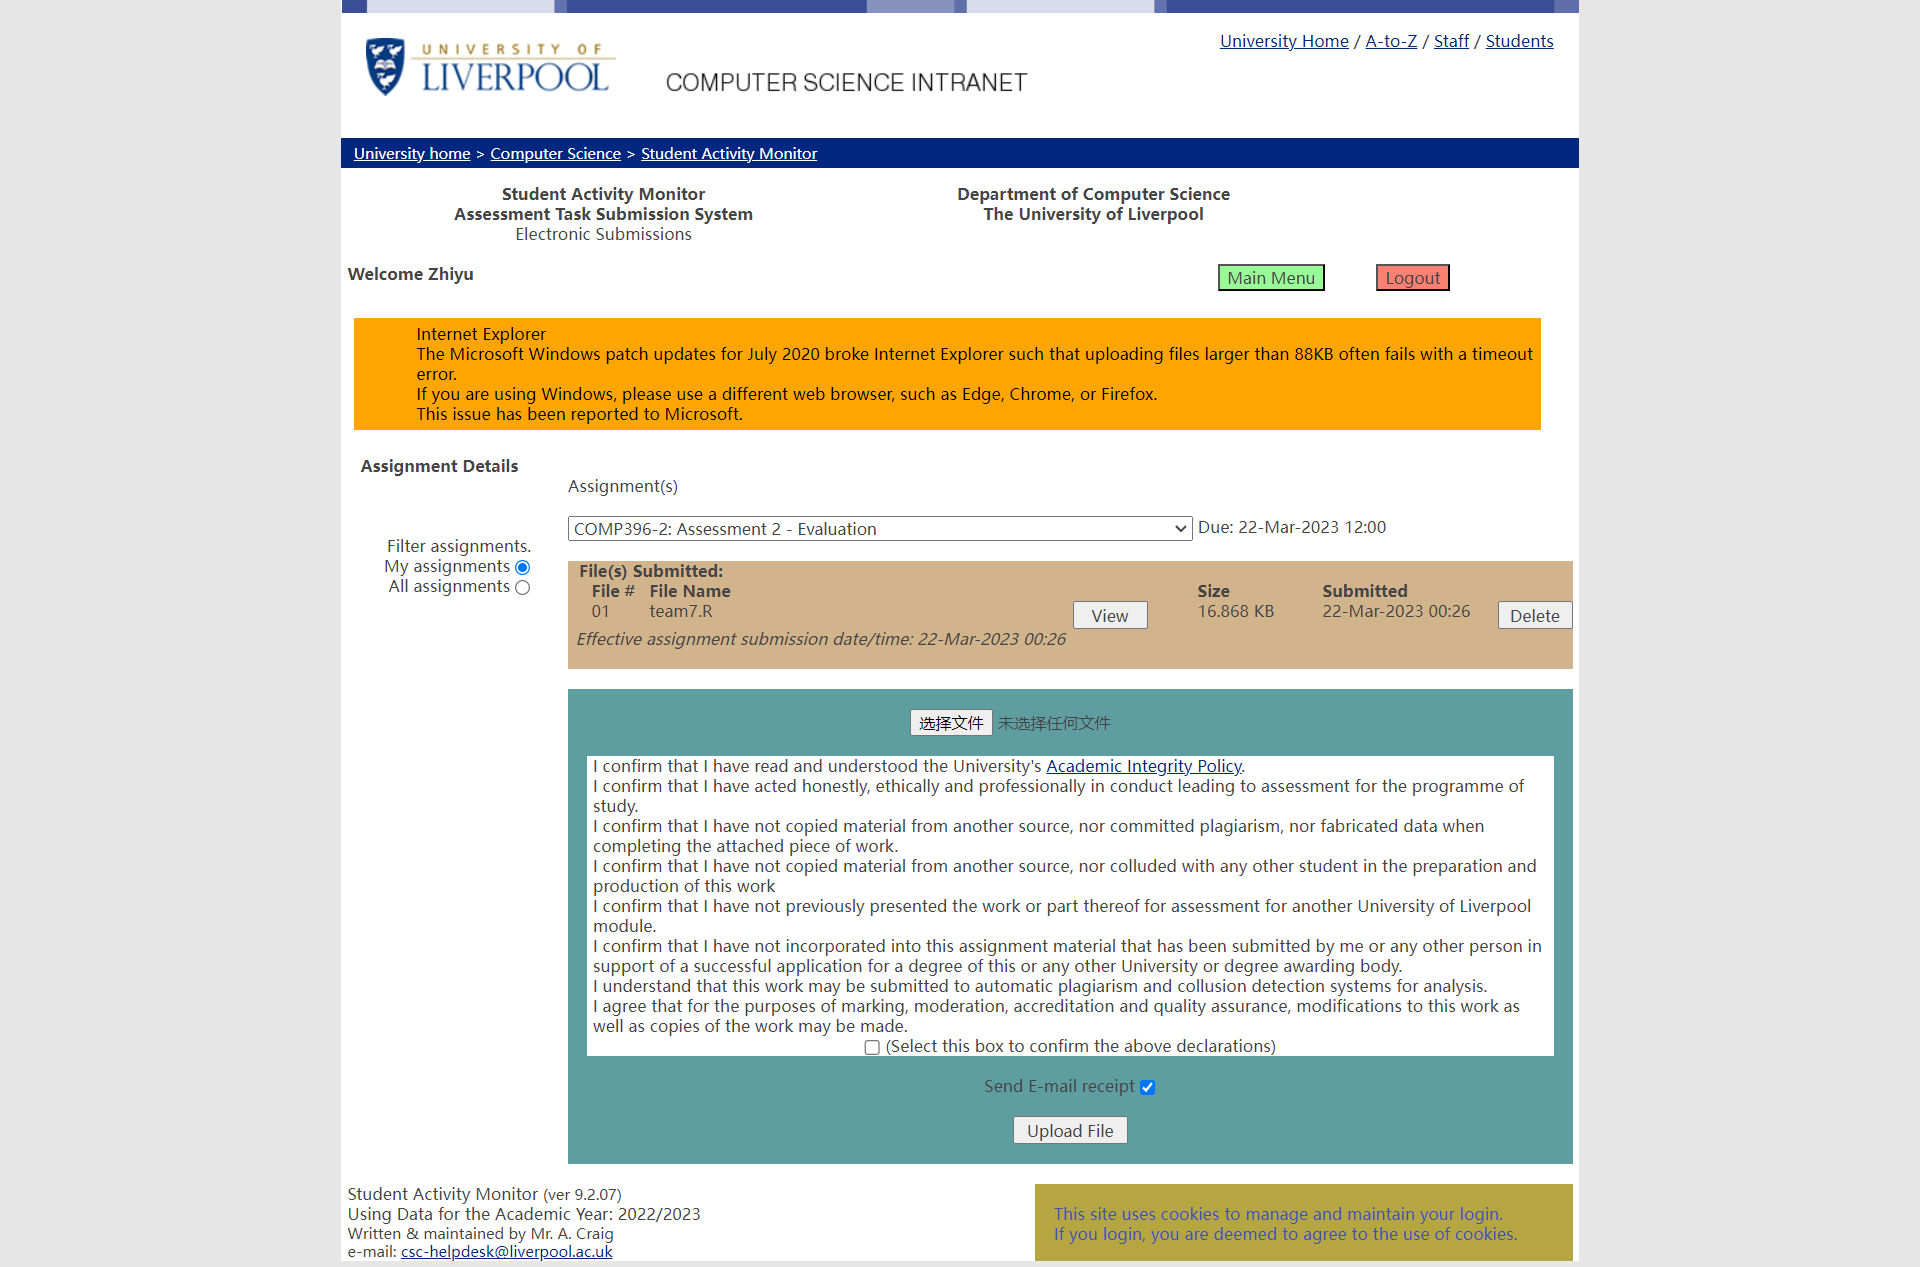 UNIVERSITY OF
LIVERPOOL
COMPUTER SCIENCE INTRANET
University Home / A-to-Z / Staff / Students
University home > Computer Science > Student Activity Monitor
Student Activity Monitor
Assessment Task Submission System
Electronic Submissions
Department of Computer Science
The University of Liverpool
Welcome Zhiyu
Main Menu
Logout
Internet Explorer
The Microsoft Windows patch updates for July 2020 broke Internet Explorer such that uploading files larger than 88KB often fails with a timeout
error.
If you are using Windows, please use a different web browser, such as Edge, Chrome, or Firefox.
This issue has been reported to Microsoft.
Assignment Details
Assignment(s)
COMP396-2: Assessment 2 - Evaluation Due: 22-Mar-2023 12:00
Filter assignments.
My assignments
All assignments
File(s) Submitted:
File # File Name Size Submitted
01 team7.R View 16.868 KB 22-Mar-2023 00:26 Delete
Effective assignment submission date/time: 22-Mar-2023 00:26
选择文件 未选择任何文件
I confirm that I have read and understood the University's Academic Integrity Policy.
I confirm that I have acted honestly, ethically and professionally in conduct leading to assessment for the programme of
study.
I confirm that I have not copied material from another source, nor committed plagiarism, nor fabricated data when
completing the attached piece of work.
I confirm that I have not copied material from another source, nor colluded with any other student in the preparation and
production of this work
I confirm that I have not previously presented the work or part thereof for assessment for another University of Liverpool
module.
I confirm that I have not incorporated into this assignment material that has been submitted by me or any other person in
support of a successful application for a degree of this or any other University or degree awarding body.
I understand that this work may be submitted to automatic plagiarism and collusion detection systems for analysis.
I agree that for the purposes of marking, moderation, accreditation and quality assurance, modifications to this work as
well as copies of the work may be made.
(Select this box to confirm the above declarations)
Send E-mail receipt
Upload File
Student Activity Monitor (ver 9.2.07)
Using Data for the Academic Year: 2022/2023
Written & maintained by Mr. A. Craig
e-mail: csc-helpdesk@liverpool.ac.uk
This site uses cookies to manage and maintain your login.
If you login, you are deemed to agree to the use of cookies.